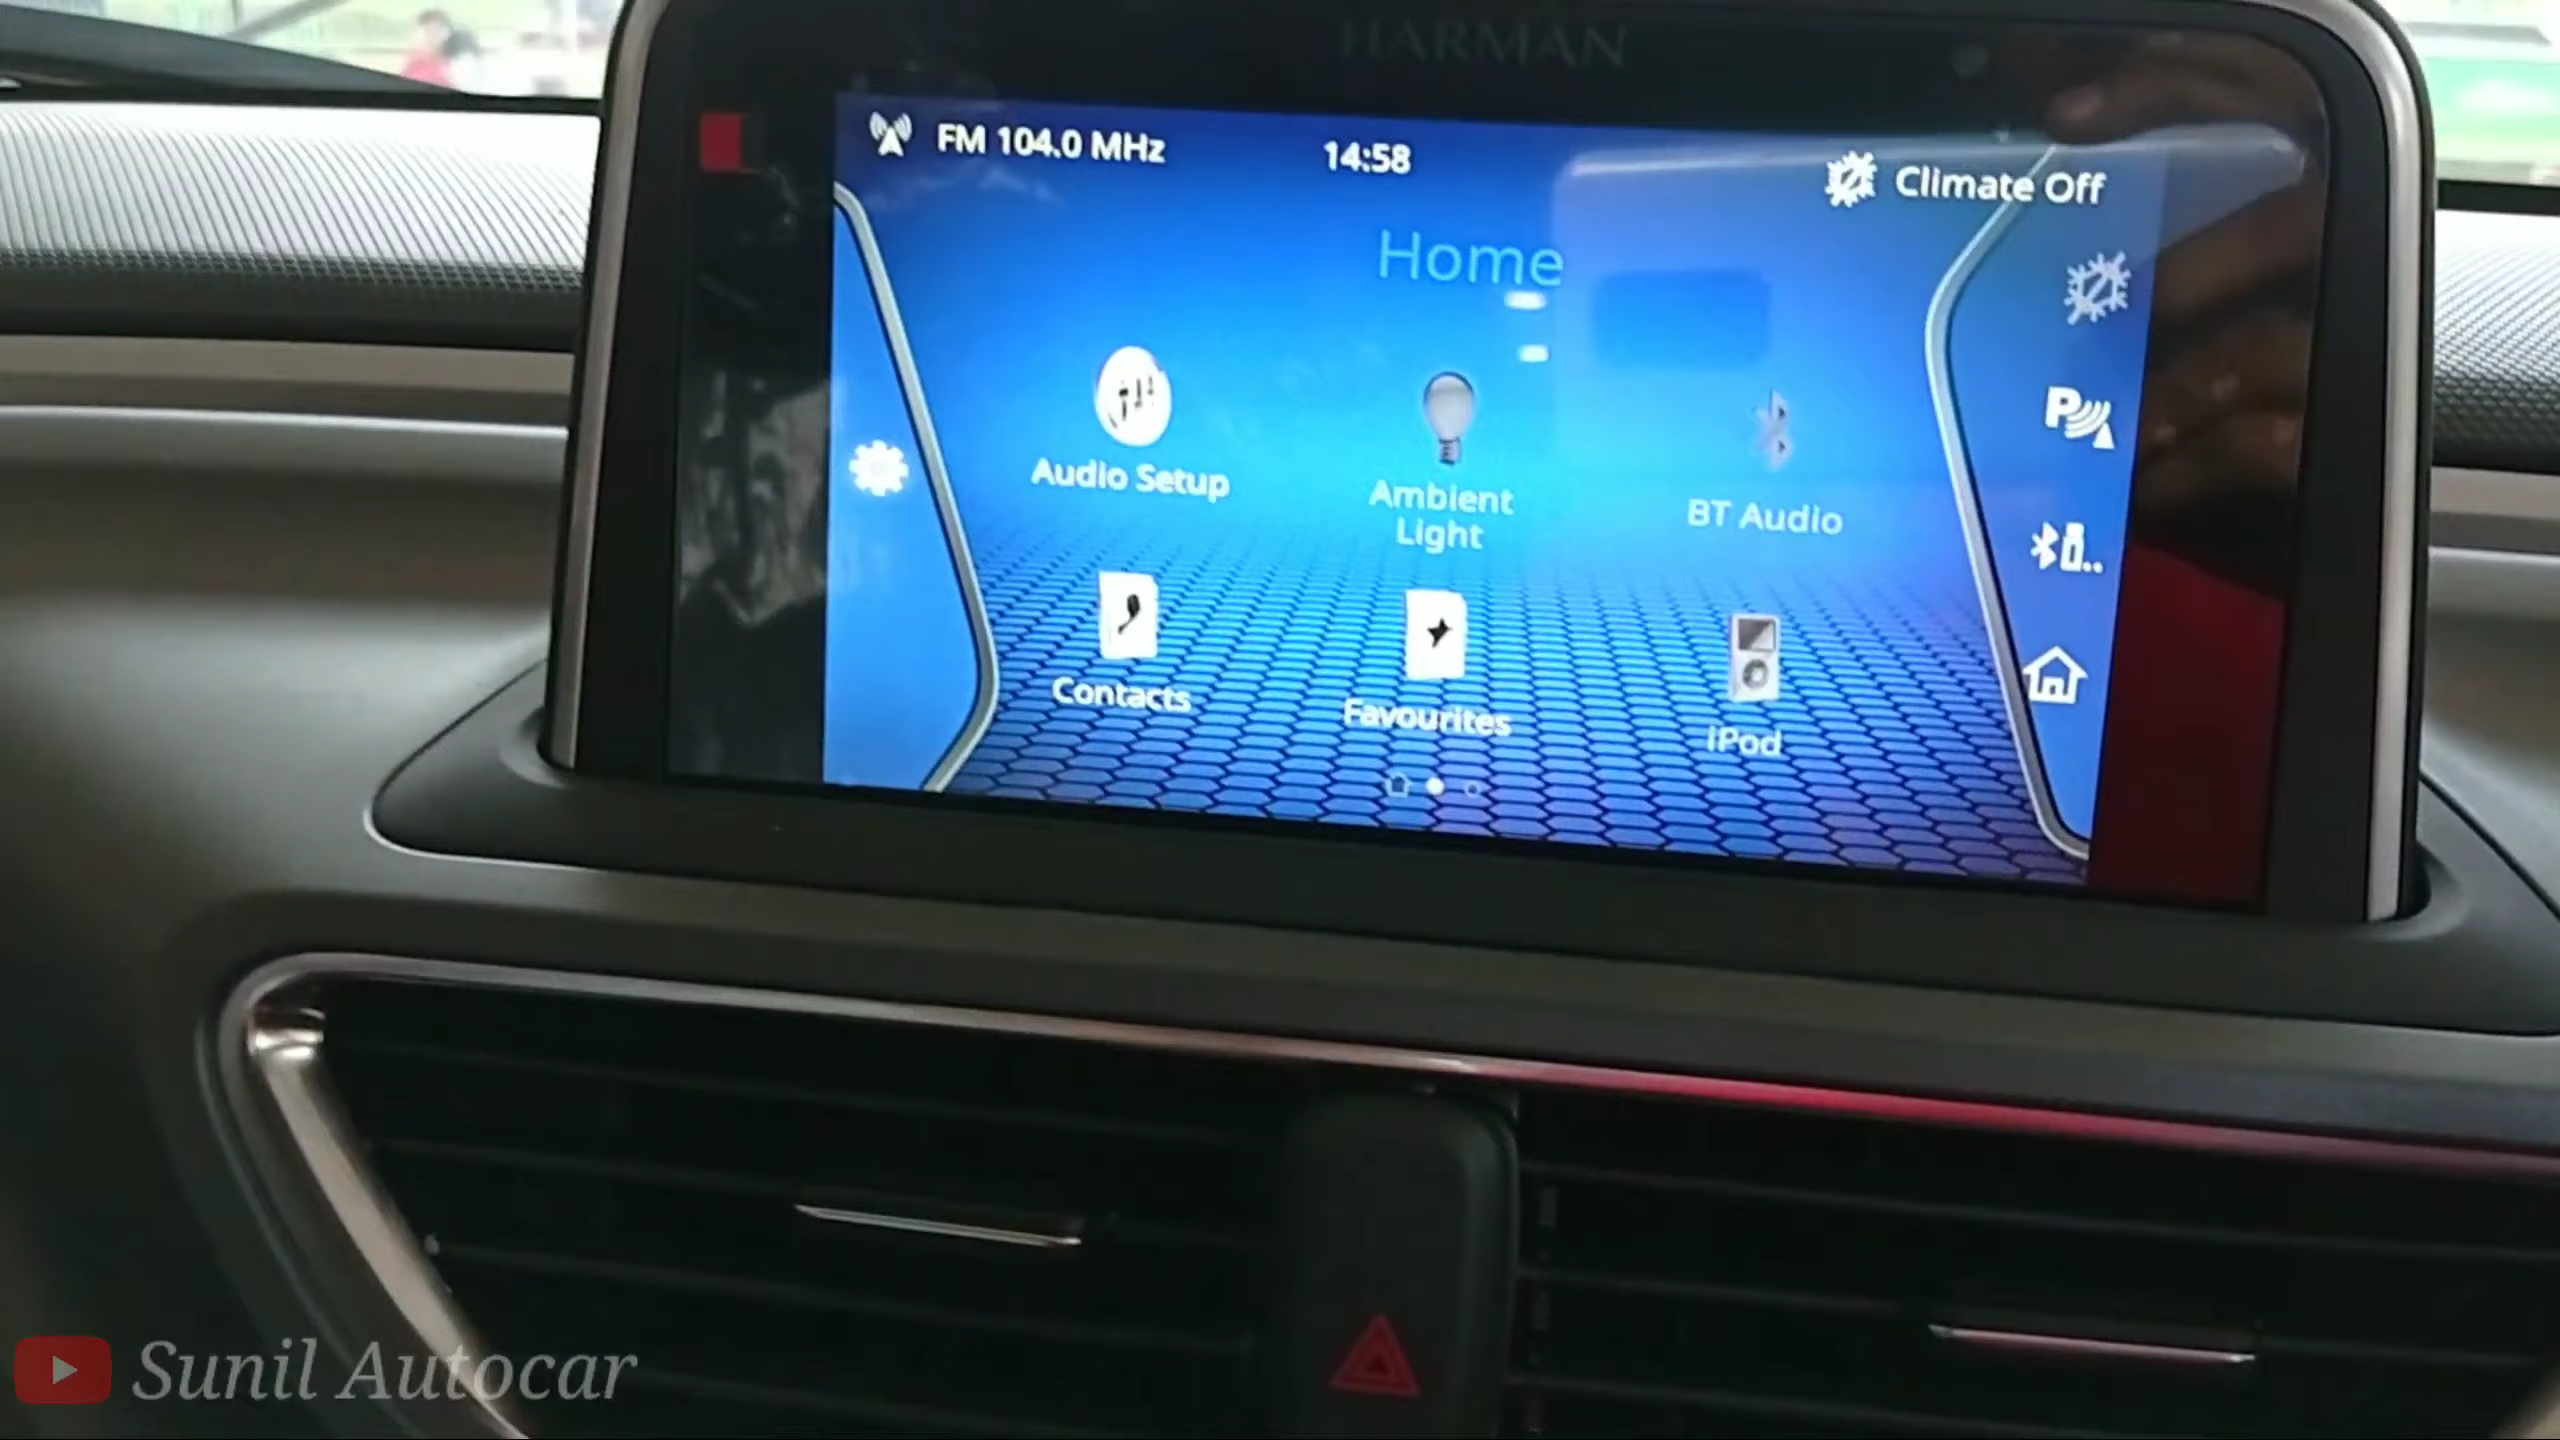 HARMAN
FM 104.0 MHz
14:58
Climate Off
Home
Audio Setup
Ambient
Light
BT Audio
Contacts
Favourites
iPod
P
Sunil Autocar